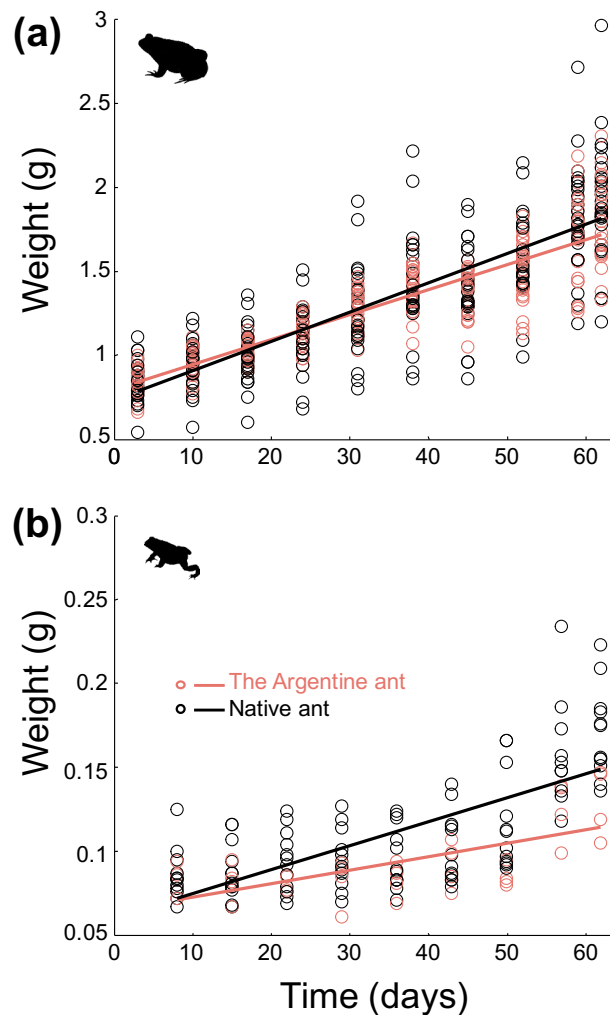 (a)
Weight (g)
3
2.5
2
1.5
1
0.5
0 10 20 30 40 50 60
(b)
Weight (g)
0.3
0.25
0.2
0.15
0.1
0.05
The Argentine ant
Native ant
0 10 20 30 40 50 60
Time (days)